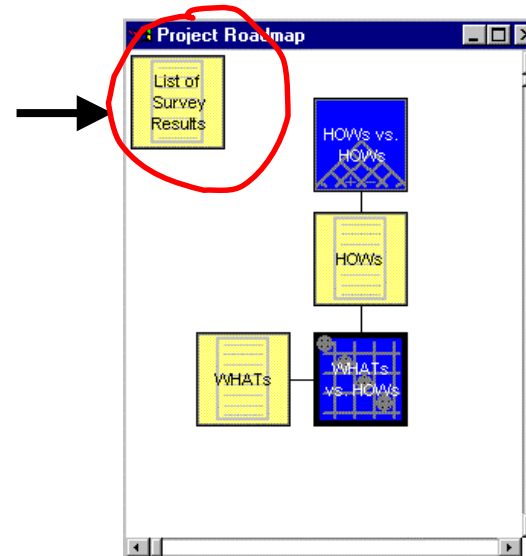 Project Roadmap
List of
Survey
Results
HOWs vs.
HOWs
HOWs
WHATs
WHATs
vs. HOWs